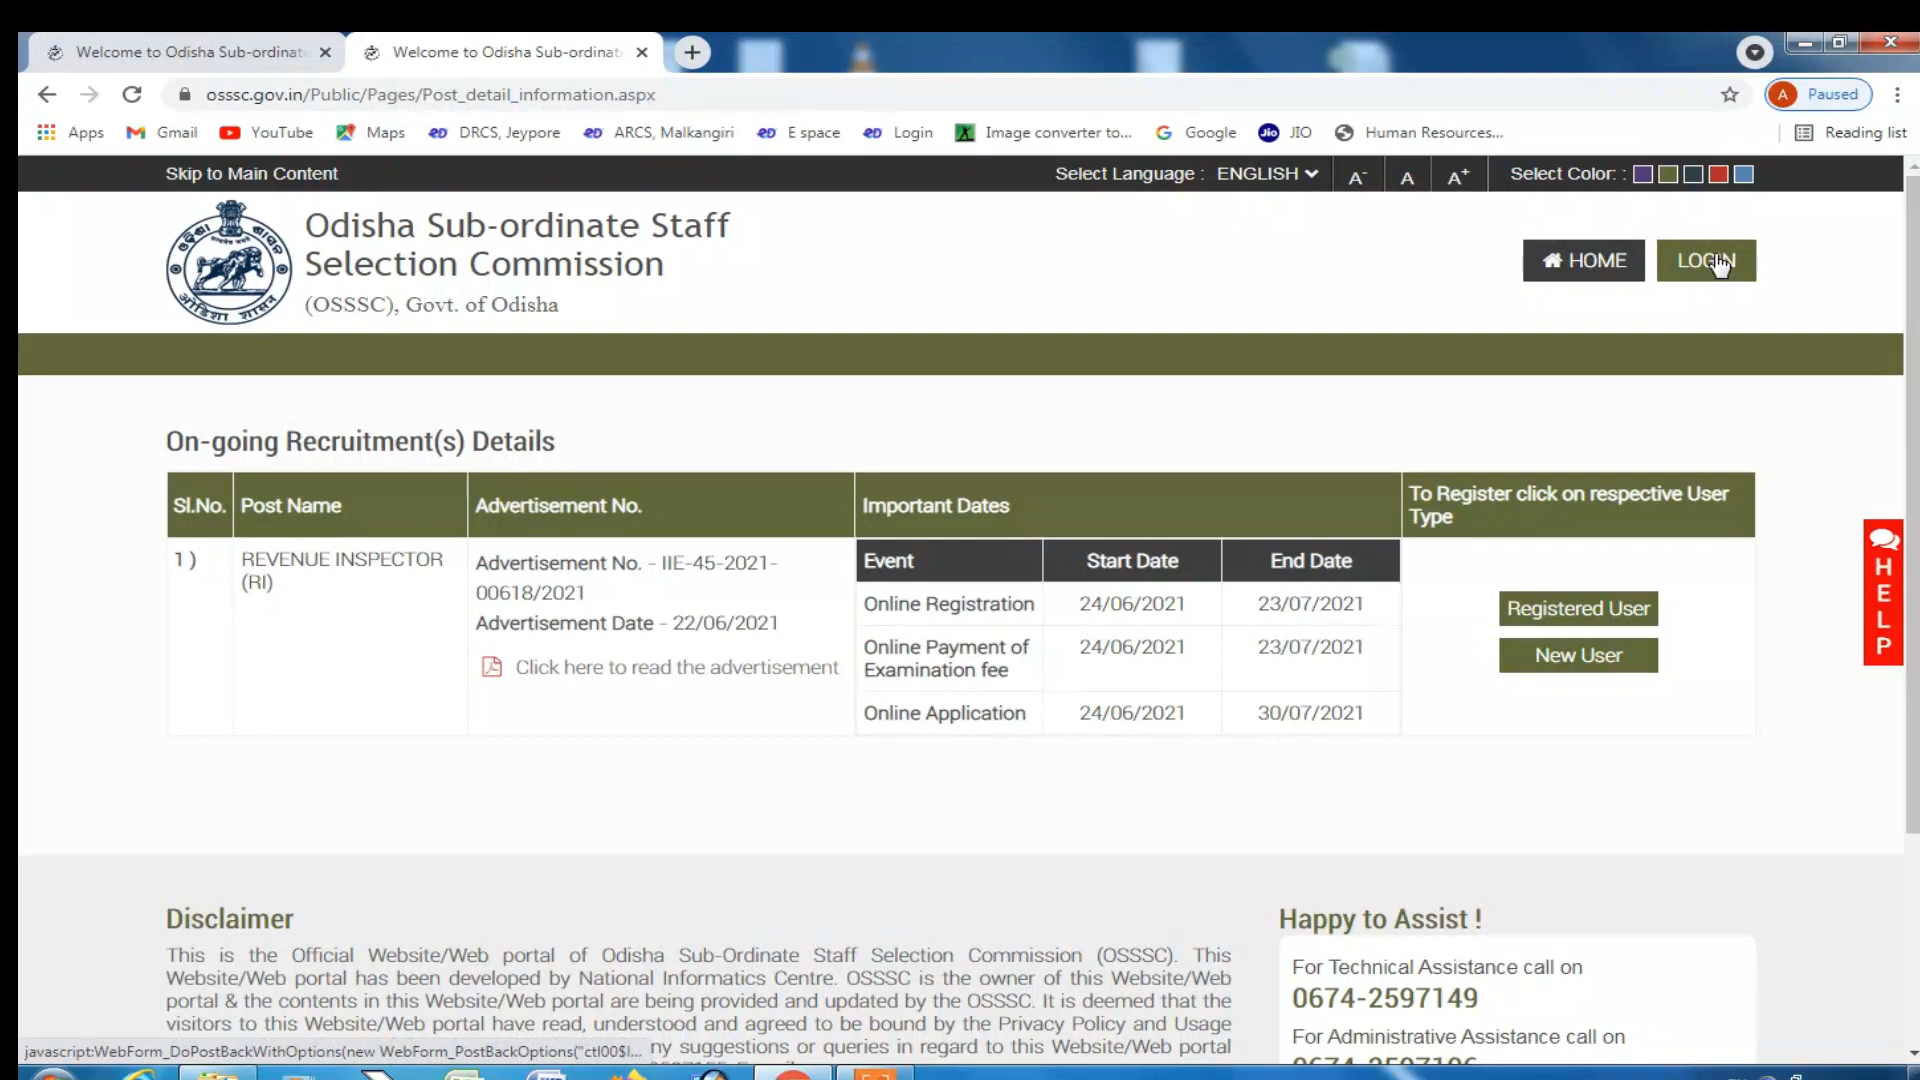 Welcome to Odisha Sub-ordinat
Welcome to Odisha Sub-ordinat
osssc.gov.in/Public/Pages/Post_detail_information.aspx
A Paused
Apps Gmail YouTube Maps DRCS, Jeypore ARCS, Malkangiri E space Login Image converter to... Google Jio JIO Human Resources... Reading list
Skip to Main Content
Select Language : ENGLISH A- A A+ Select Color: :
Odisha Sub-ordinate Staff
Selection Commission
(OSSSC), Govt. of Odisha
HOME LOGIN
On-going Recruitment(s) Details
Sl.No. Post Name Advertisement No. Important Dates To Register click on respective User Type
1 ) REVENUE INSPECTOR (RI)
Advertisement No. - IIE-45-2021-
00618/2021
Advertisement Date - 22/06/2021
Click here to read the advertisement
Event Start Date End Date
Online Registration 24/06/2021 23/07/2021
Online Payment of Examination fee 24/06/2021 23/07/2021
Online Application 24/06/2021 30/07/2021
Registered User
New User
HELP
Disclaimer
This is the Official Website/Web portal of Odisha Sub-Ordinate Staff Selection Commission (OSSSC). This
Website/Web portal has been developed by National Informatics Centre. OSSSC is the owner of this Website/Web
portal & the contents in this Website/Web portal are being provided and updated by the OSSSC. It is deemed that the
visitors to this Website/Web portal have read, understood and agreed to be bound by the Privacy Policy and Usage
ny suggestions or queries in regard to this Website/Web portal
Happy to Assist !
For Technical Assistance call on
0674-2597149
For Administrative Assistance call on
javascript:WebForm_DoPostBackWithOptions(new WebForm_PostBackOptions("ctl00$l...